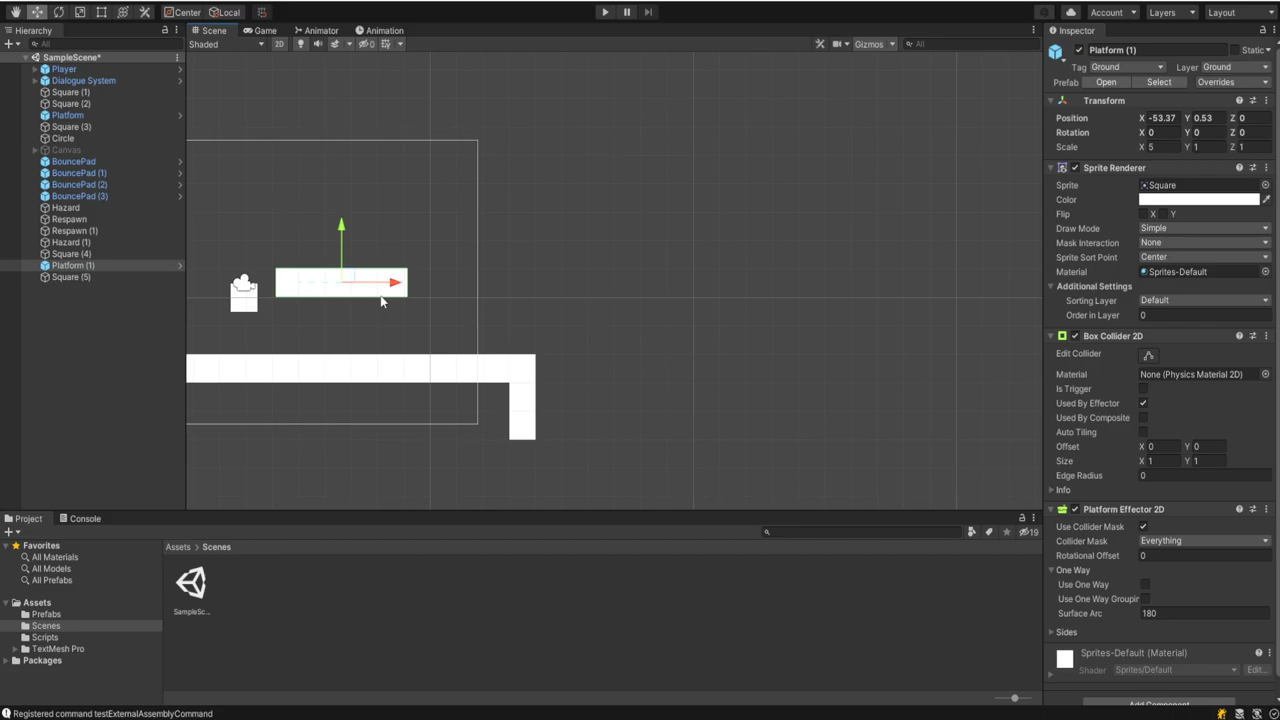 Center Local Account Layers Layout
Hierarchy Scene Game Animator Animation Inspector
All Shaded 2D 0 Gizmos All
SampleScene*
Player
Dialogue System
Square (1)
Square (2)
Platform
Square (3)
Circle
Canvas
BouncePad
BouncePad (1)
BouncePad (2)
BouncePad (3)
Hazard
Respawn
Respawn (1)
Hazard (1)
Square (4)
Platform (1)
Square (5)
Platform (1) Static
Tag Ground Layer Ground
Prefab Open Select Overrides
Transform
Position X -53.37 Y 0.53 Z 0
Rotation X 0 Y 0 Z 0
Scale X 5 Y 1 Z 1
Sprite Renderer
Sprite Square
Color
Flip X Y
Draw Mode Simple
Mask Interaction None
Sprite Sort Point Center
Material Sprites-Default
Additional Settings
Sorting Layer Default
Order in Layer 0
Box Collider 2D
Edit Collider
Material None (Physics Material 2D)
Is Trigger
Used By Effector
Used By Composite
Auto Tiling
Offset X 0 Y 0
Size X 1 Y 1
Edge Radius 0
Info
Platform Effector 2D
Use Collider Mask
Collider Mask Everything
Rotational Offset 0
One Way
Use One Way
Use One Way Groupin
Surface Arc 180
Sides
Sprites-Default (Material)
Shader Sprites/Default Edit...
Add Component
Project Console
19
Favorites
All Materials
All Models
All Prefabs
Assets
Prefabs
Scenes
Scripts
TextMesh Pro
Packages
Assets > Scenes
SampleSc...
Registered command testExternalAssemblyCommand